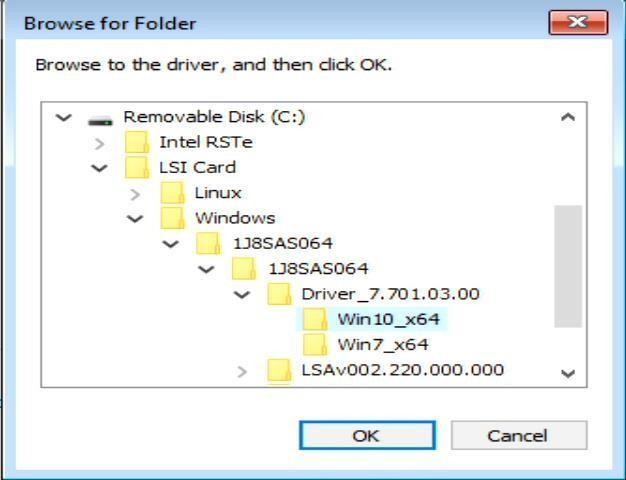 Browse for Folder
Browse to the driver, and then click OK.
Removable Disk (C:)
Intel RSTe
LSI Card
Linux
Windows
1J8SAS064
1J8SAS064
Driver_7.701.03.00
Win10_x64
Win7_x64
LSAv002.220.000.000
OK
Cancel